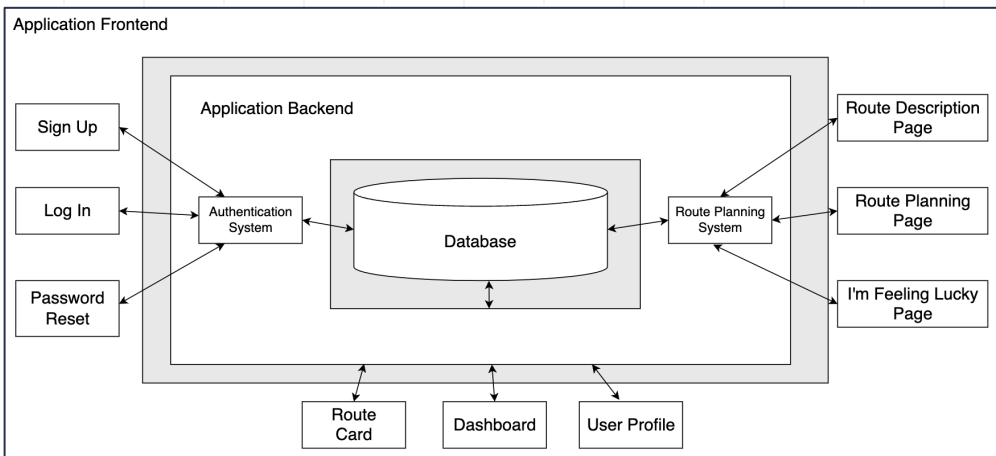 Application Frontend
Application Backend
Sign Up
Log In
Password
Reset
Authentication
System
Database
Route Planning
System
Route Description
Page
Route Planning
Page
I'm Feeling Lucky
Page
Route
Card
Dashboard
User Profile